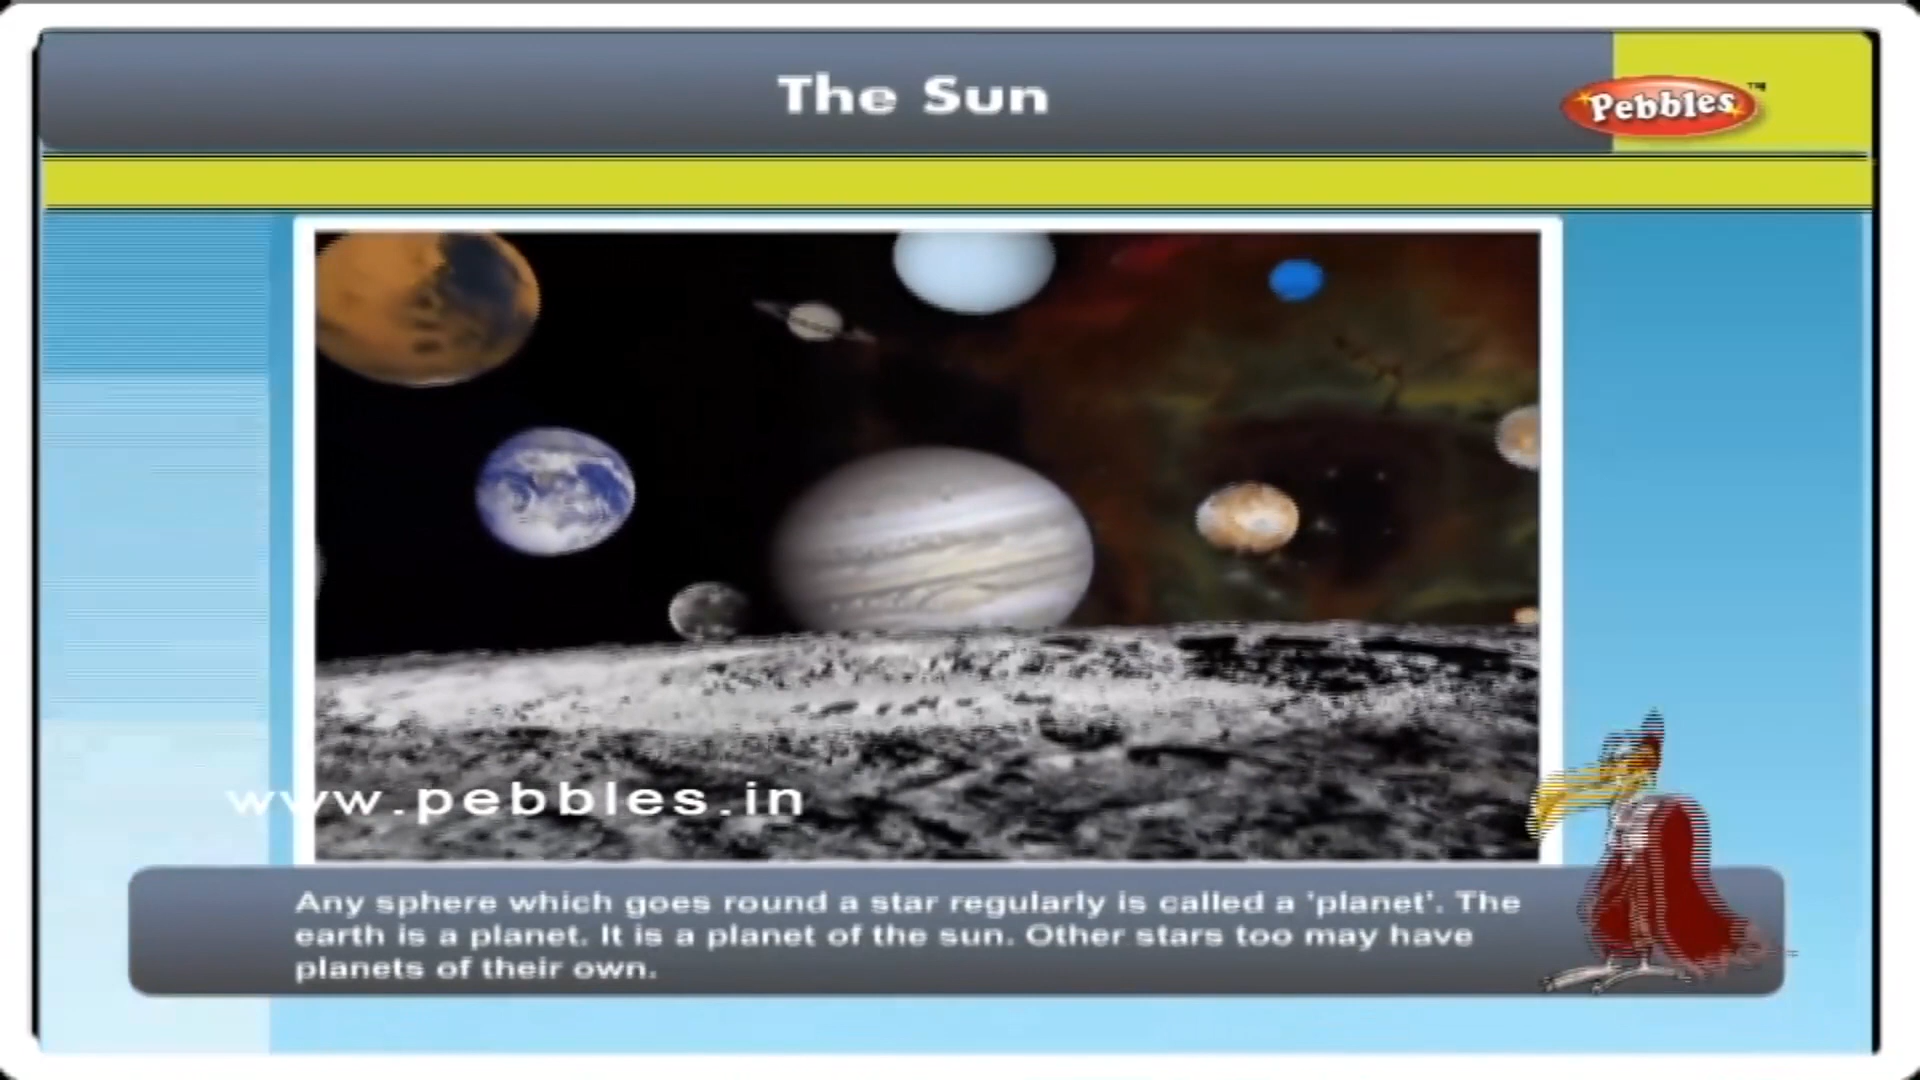 The Sun
Pebbles™
www.pebbles.in
Any sphere which goes round a star regularly is called a 'planet'. The
earth is a planet. It is a planet of the sun. Other stars too may have
planets of their own.